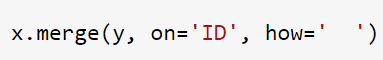 x.merge(y, on='ID', how='  ')